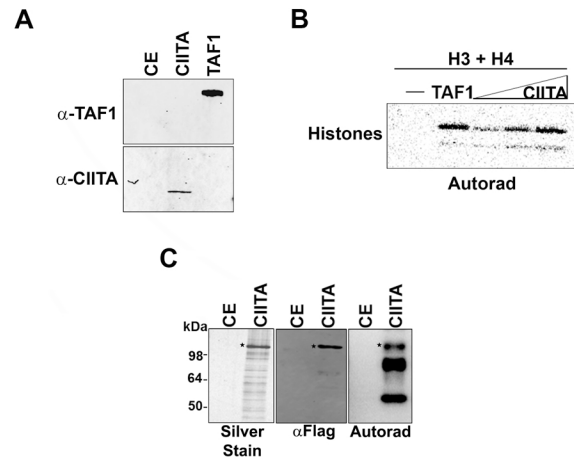 A
CE CIITA TAF1
α-TAF1
α-CIITA
B
H3 + H4
— TAF1 CIITA
Histones
Autorad
C
CE CIITA CE CIITA CE CIITA
kDa
* * *
98-
64-
50-
Silver Stain αFlag Autorad